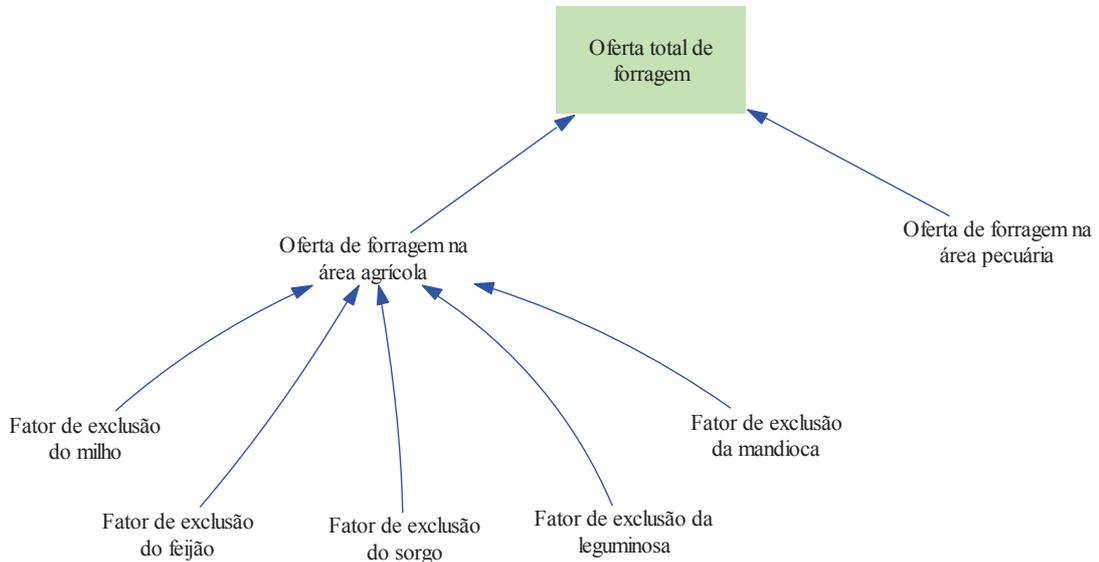 Oferta total de
forragem
Oferta de forragem na
área agrícola
Oferta de forragem na
área pecuária
Fator de exclusão
do milho
Fator de exclusão
da mandioca
Fator de exclusão
do feijão
Fator de exclusão
do sorgo
Fator de exclusão da
leguminosa